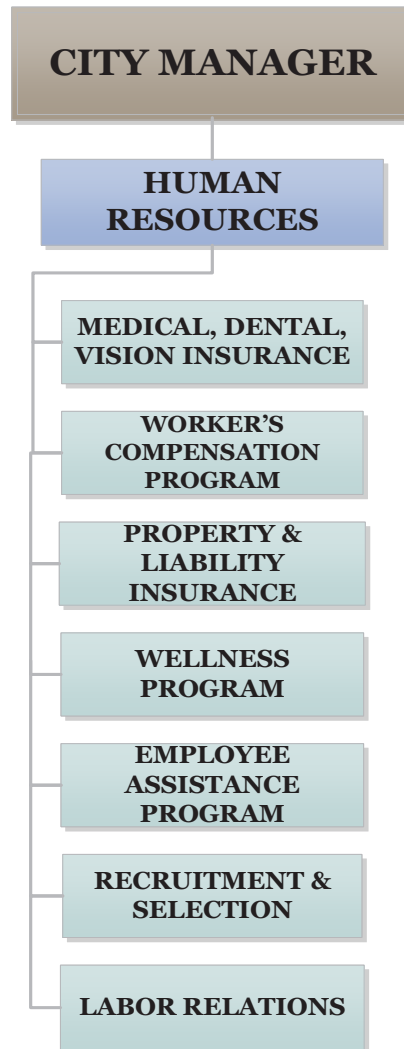 CITY MANAGER
HUMAN
RESOURCES
MEDICAL, DENTAL,
VISION INSURANCE
WORKER’S
COMPENSATION
PROGRAM
PROPERTY &
LIABILITY
INSURANCE
WELLNESS
PROGRAM
EMPLOYEE
ASSISTANCE
PROGRAM
RECRUITMENT &
SELECTION
LABOR RELATIONS